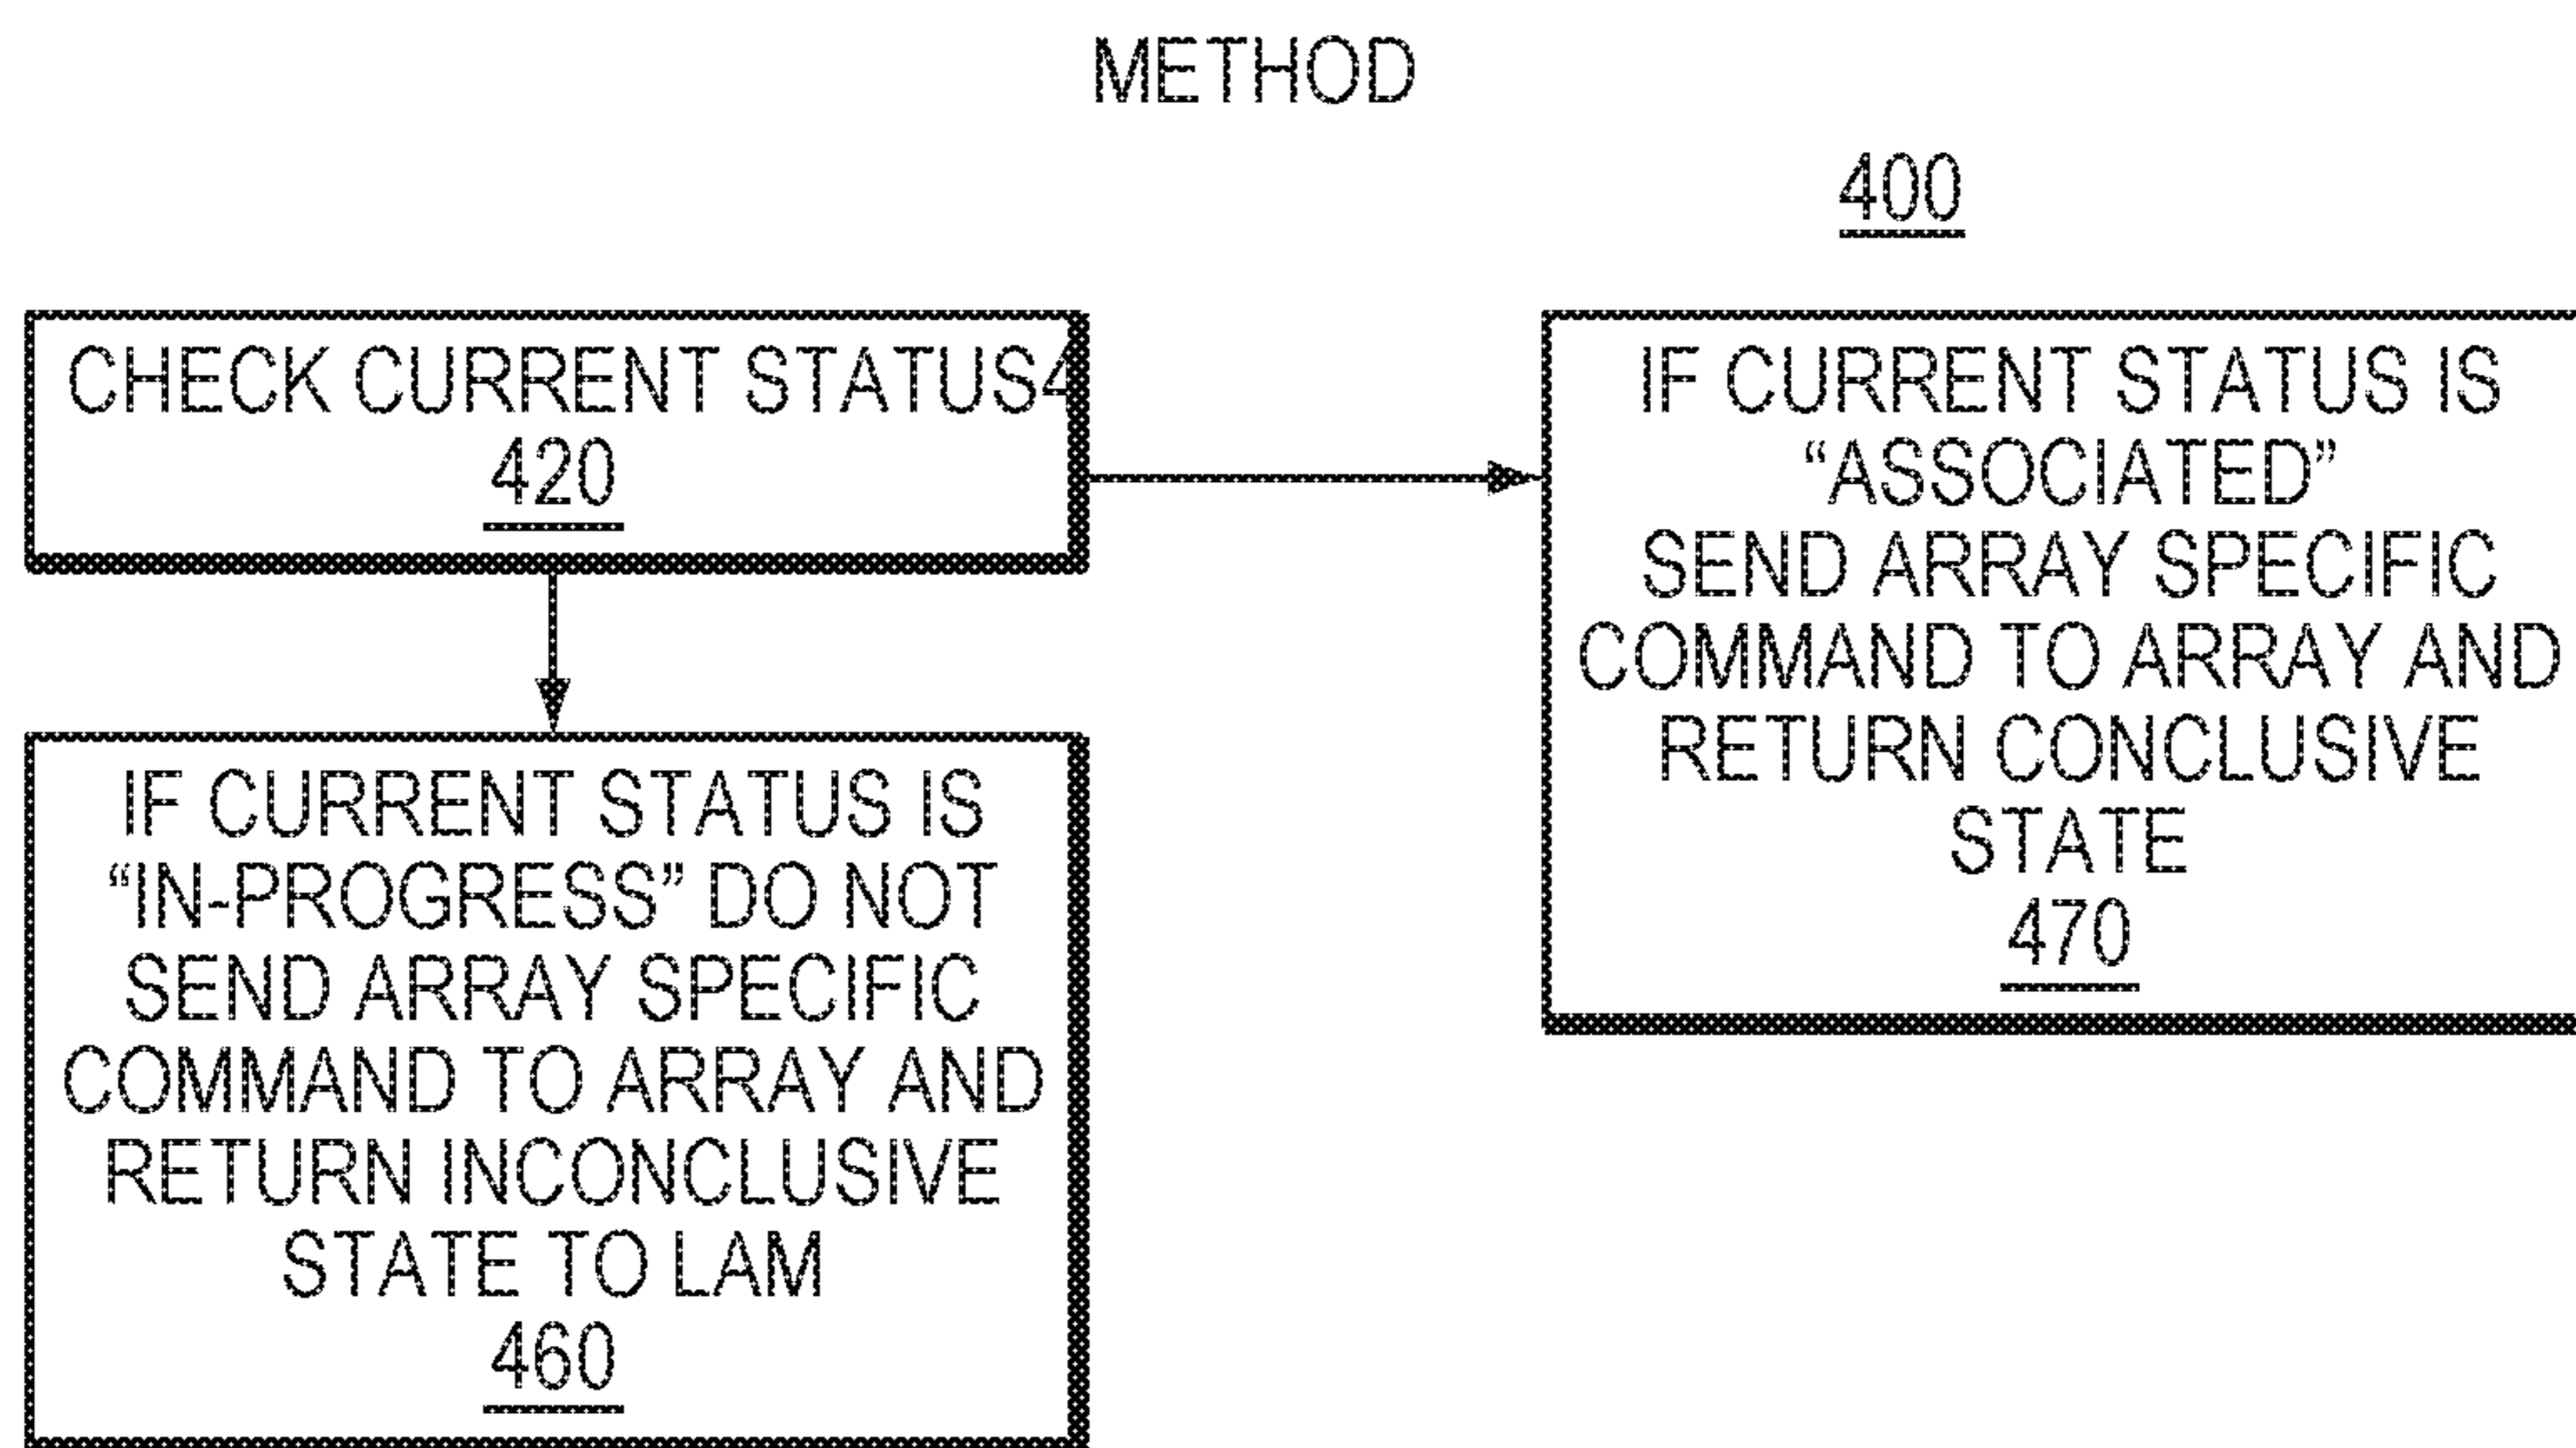 METHOD
400
CHECK CURRENT STATUS4
420
IF CURRENT STATUS IS
“ASSOCIATED”
SEND ARRAY SPECIFIC
COMMAND TO ARRAY AND
RETURN CONCLUSIVE
STATE
470
IF CURRENT STATUS IS
“IN-PROGRESS” DO NOT
SEND ARRAY SPECIFIC
COMMAND TO ARRAY AND
RETURN INCONCLUSIVE
STATE TO LAM
460